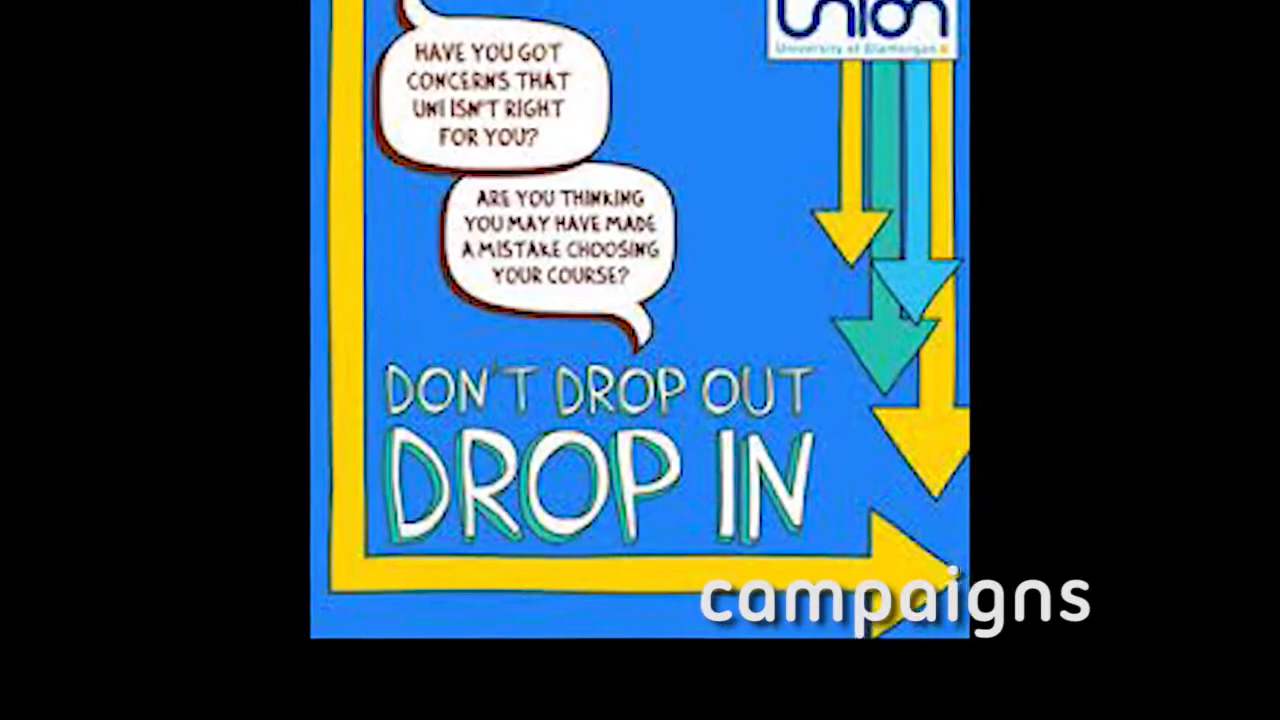 union
University of Glamorgan
HAVE YOU GOT
CONCERNS THAT
UNI ISN'T RIGHT
FOR YOU?
ARE YOU THINKING
YOU MAY HAVE MADE
A MISTAKE CHOOSING
YOUR COURSE?
DON'T DROP OUT
DROP IN
campaigns